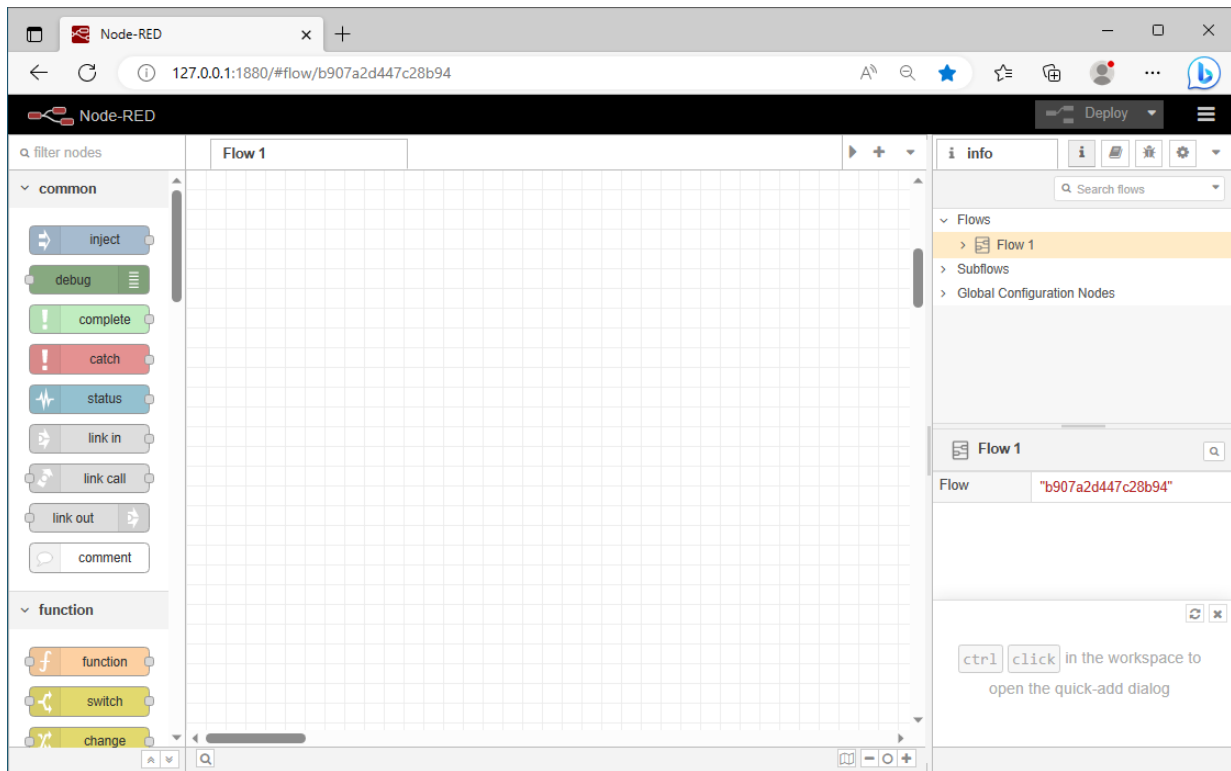 Node-RED
127.0.0.1:1880/#flow/b907a2d447c28b94
Node-RED
Deploy
filter nodes
common
inject
debug
complete
catch
status
link in
link call
link out
comment
function
function
switch
change
Flow 1
info
Search flows
Flows
Flow 1
Subflows
Global Configuration Nodes
Flow 1
Flow "b907a2d447c28b94"
ctrl click in the workspace to
open the quick-add dialog